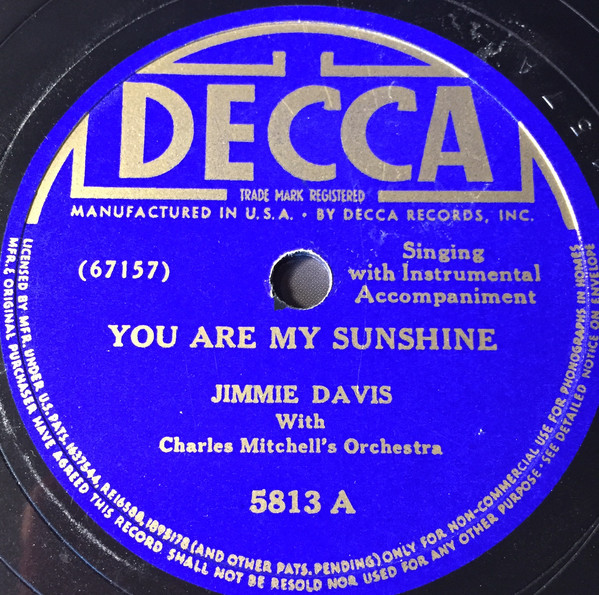 DECCA
TRADE MARK REGISTERED
MANUFACTURED IN U.S.A. • BY DECCA RECORDS, INC.
(67157)
Singing
with Instrumental
Accompaniment
YOU ARE MY SUNSHINE
JIMMIE DAVIS
With
Charles Mitchell's Orchestra
5813 A
LICENSED BY MFR. UNDER U.S. PATS. 1637544, RE16588, 1895178 (AND OTHER PATS. PENDING) ONLY FOR NON-COMMERCIAL USE FOR PHONOGRAPHS IN HOMES.
MFR. & ORIGINAL PURCHASER HAVE AGREED THIS RECORD SHALL NOT BE RESOLD NOR USED FOR ANY OTHER PURPOSE • SEE DETAILED NOTICE ON ENVELOPE